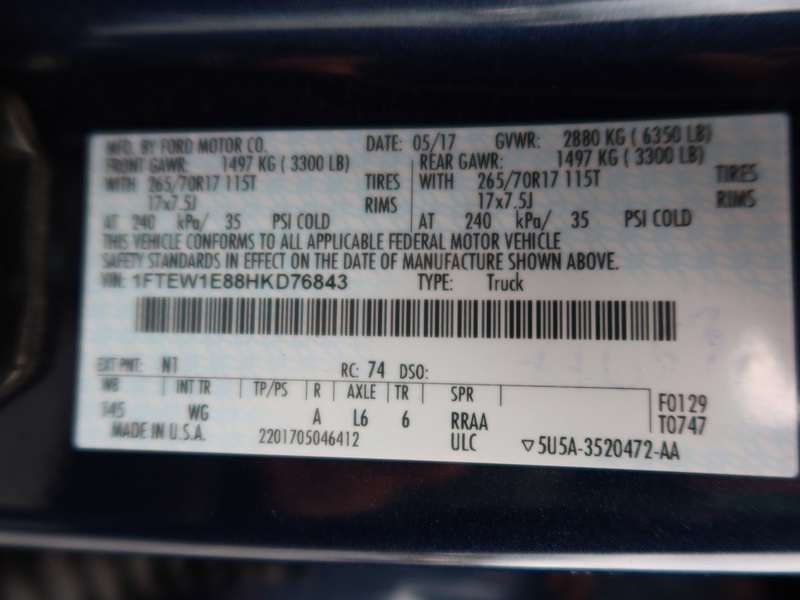 MFD. BY FORD MOTOR CO. DATE: 05/17 GVWR: 2880 KG ( 6350 LB)
FRONT GAWR: 1497 KG ( 3300 LB) REAR GAWR: 1497 KG ( 3300 LB)
WITH 265/70R17 115T TIRES WITH 265/70R17 115T TIRES
17x7.5J RIMS 17x7.5J RIMS
AT 240 kPa/ 35 PSI COLD AT 240 kPa/ 35 PSI COLD
THIS VEHICLE CONFORMS TO ALL APPLICABLE FEDERAL MOTOR VEHICLE
SAFETY STANDARDS IN EFFECT ON THE DATE OF MANUFACTURE SHOWN ABOVE.
VIN: 1FTEW1E88HKD76843 TYPE: Truck
EXT PNT: N1 RC: 74 DSO:
WB INT TR TP/PS R AXLE TR SPR
145 WG A L6 6 RRAA
F0129
T0747
MADE IN U.S.A. 2201705046412 ULC ▽5U5A-3520472-AA